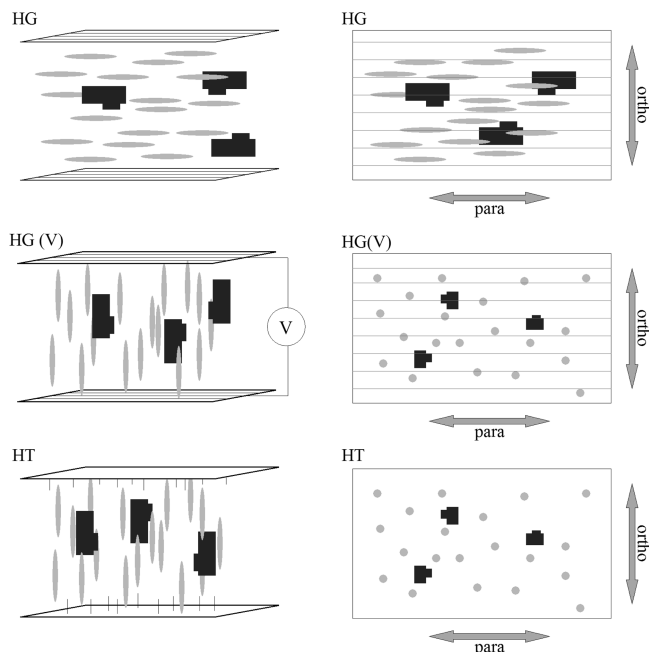 HG
HG
ortho
para
HG (V)
HG(V)
V
ortho
para
HT
HT
ortho
para